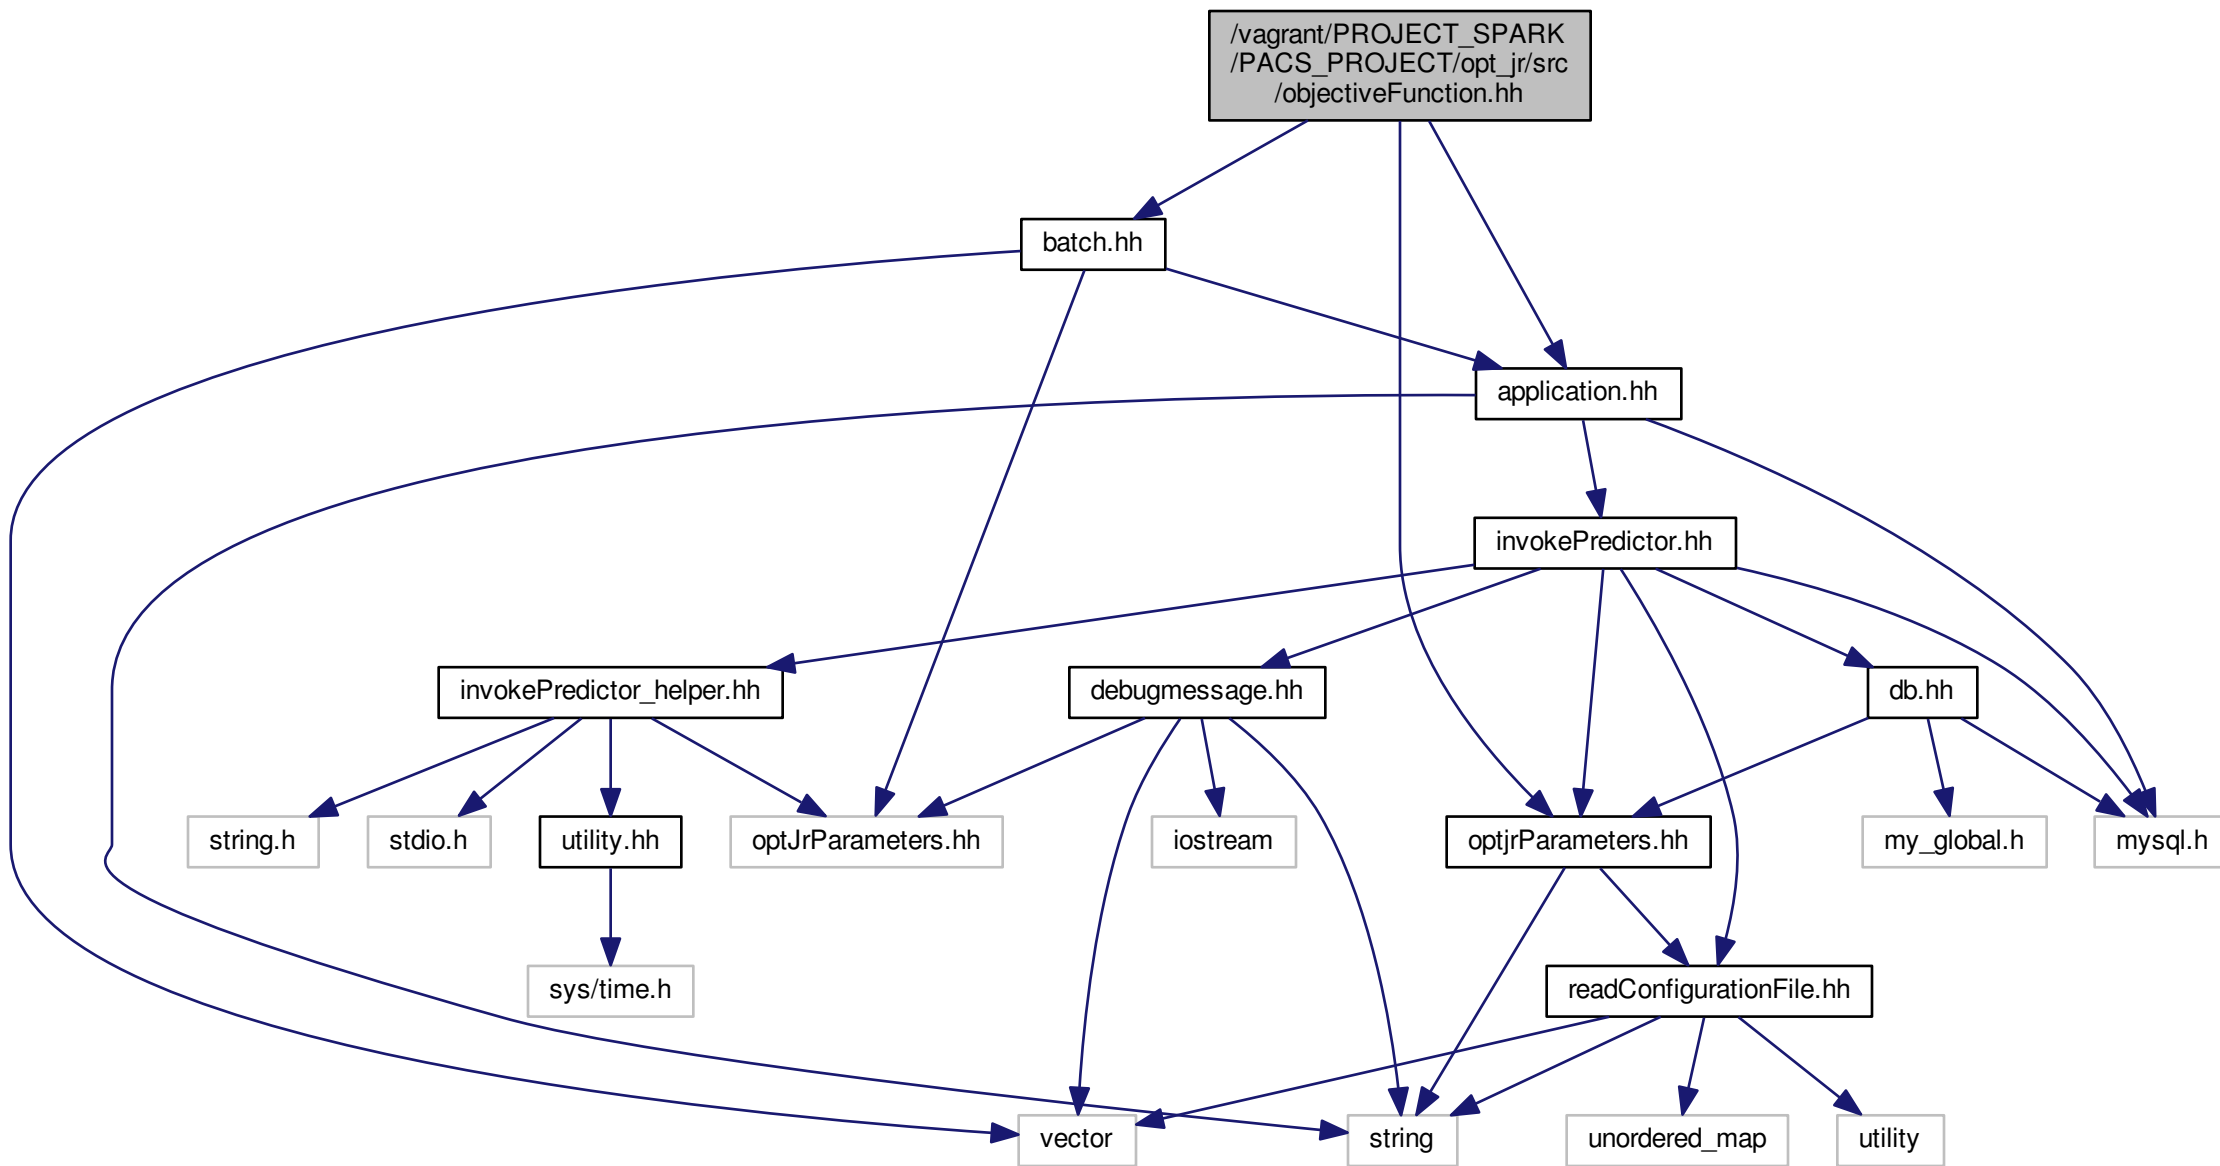 /vagrant/PROJECT_SPARK
/PACS_PROJECT/opt_jr/src
/objectiveFunction.hh
batch.hh
application.hh
invokePredictor.hh
invokePredictor_helper.hh
debugmessage.hh
db.hh
string.h
stdio.h
utility.hh
optJrParameters.hh
iostream
optjrParameters.hh
my_global.h
mysql.h
sys/time.h
readConfigurationFile.hh
vector
string
unordered_map
utility